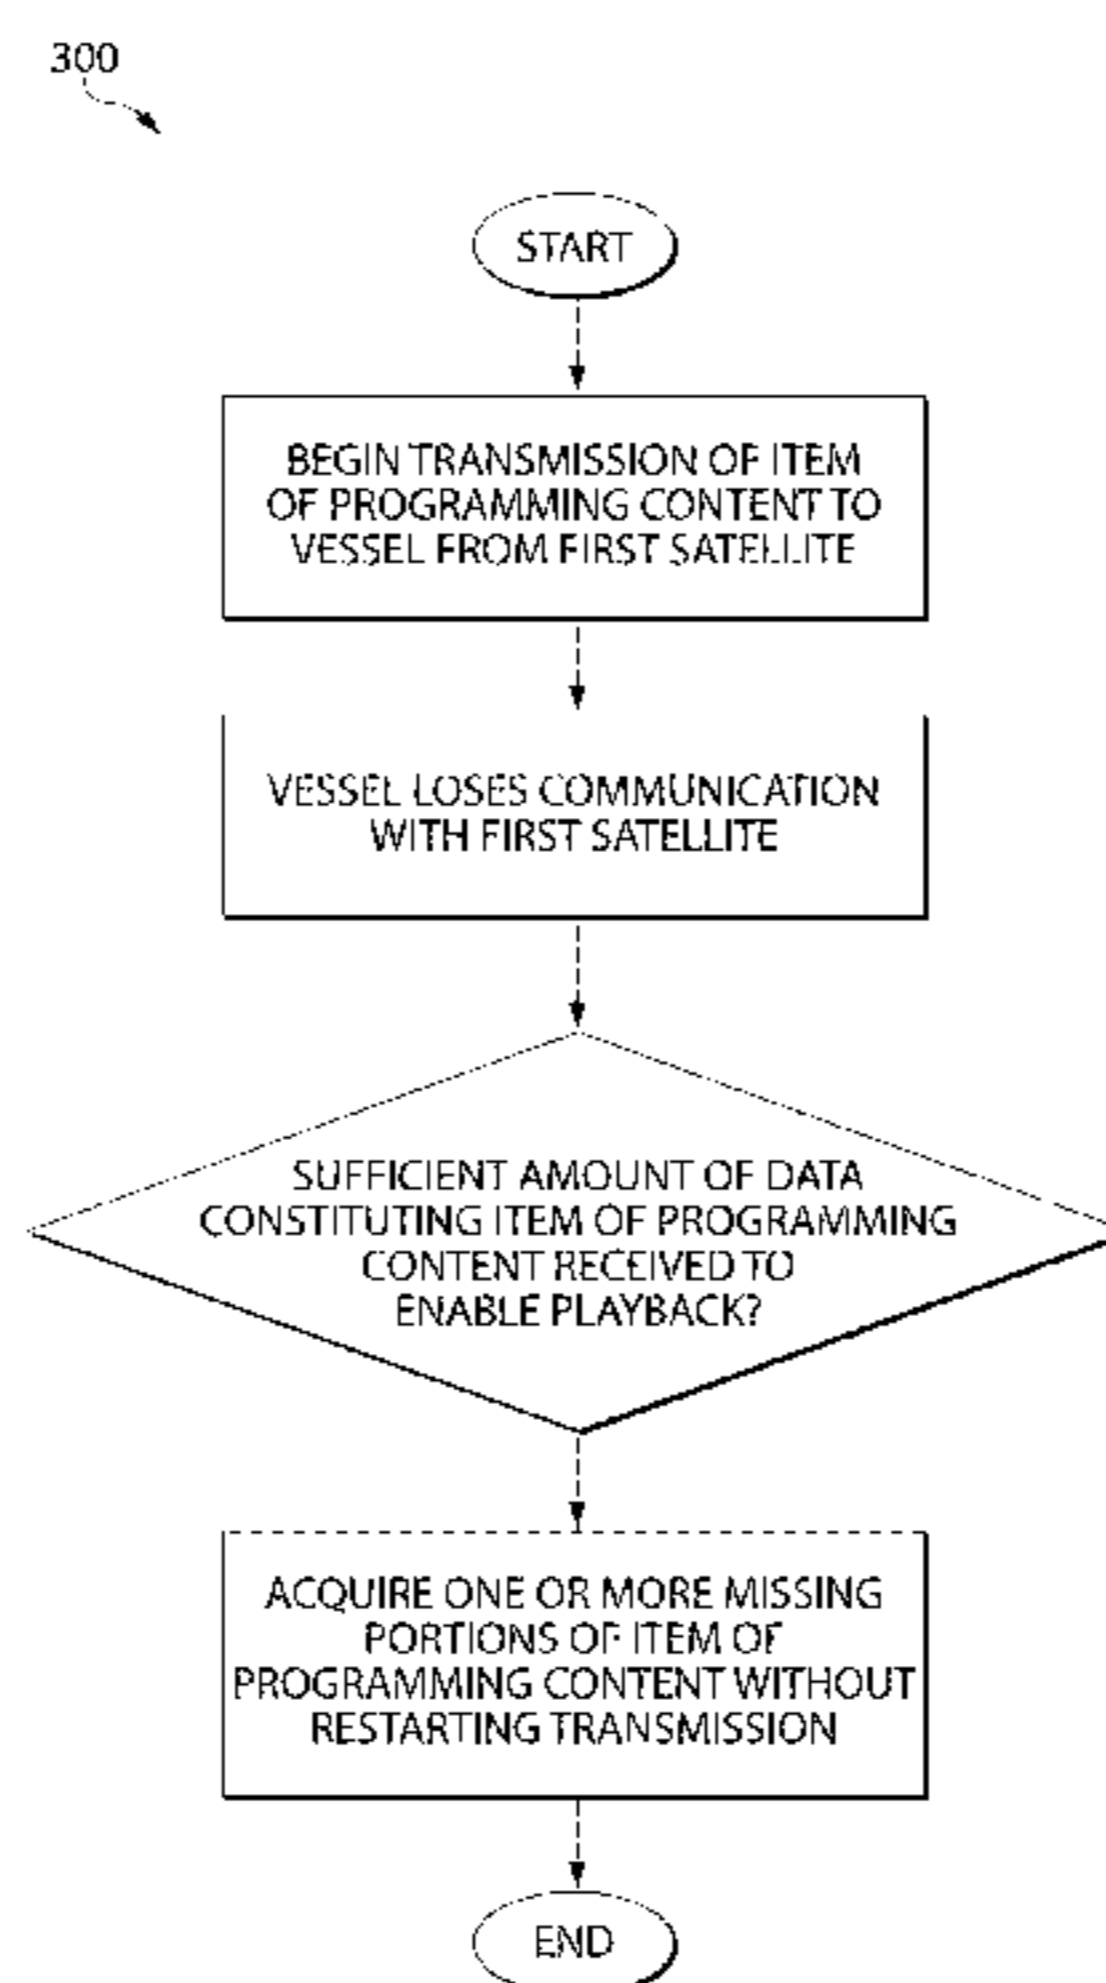 300
START
BEGIN TRANSMISSION OF ITEM
OF PROGRAMMING CONTENT TO
VESSEL FROM FIRST SATELLITE
VESSEL LOSES COMMUNICATION
WITH FIRST SATELLITE
SUFFICIENT AMOUNT OF DATA
CONSTITUTING ITEM OF PROGRAMMING
CONTENT RECEIVED TO
ENABLE PLAYBACK?
ACQUIRE ONE OR MORE MISSING
PORTIONS OF ITEM OF
PROGRAMMING CONTENT WITHOUT
RESTARTING TRANSMISSION
END